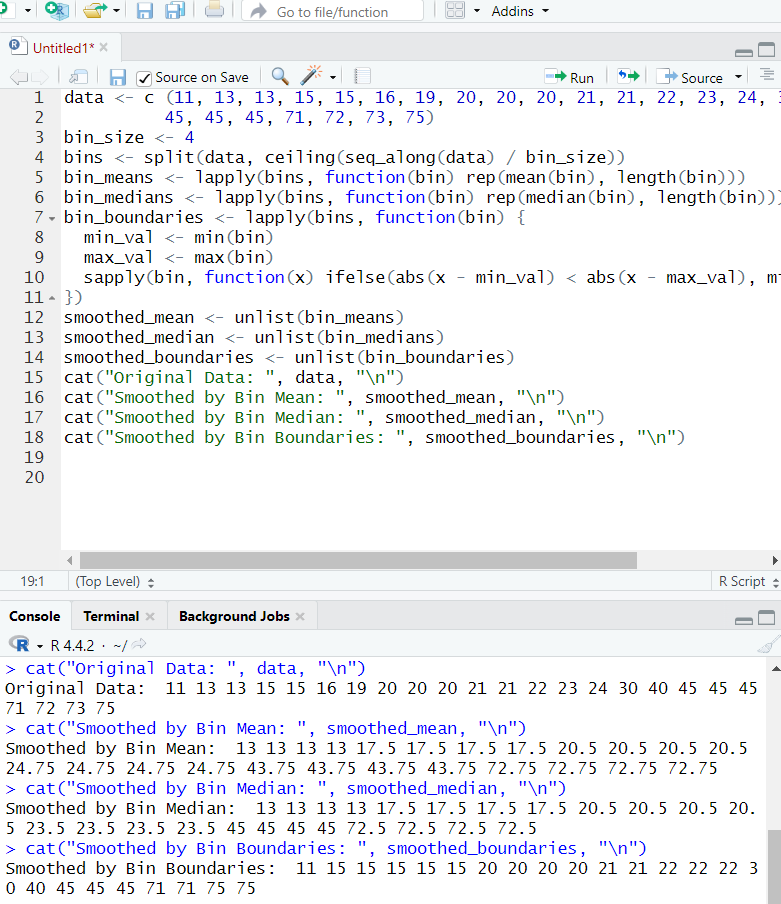 Go to file/function
Addins
Untitled1*
Source on Save
Run
Source
1 data <- c (11, 13, 13, 15, 15, 16, 19, 20, 20, 20, 21, 21, 22, 23, 24,
2 45, 45, 45, 71, 72, 73, 75)
3 bin_size <- 4
4 bins <- split(data, ceiling(seq_along(data) / bin_size))
5 bin_means <- lapply(bins, function(bin) rep(mean(bin), length(bin)))
6 bin_medians <- lapply(bins, function(bin) rep(median(bin), length(bin)))
7 bin_boundaries <- lapply(bins, function(bin) {
8 min_val <- min(bin)
9 max_val <- max(bin)
10 sapply(bin, function(x) ifelse(abs(x - min_val) < abs(x - max_val),
11 })
12 smoothed_mean <- unlist(bin_means)
13 smoothed_median <- unlist(bin_medians)
14 smoothed_boundaries <- unlist(bin_boundaries)
15 cat("Original Data: ", data, "\n")
16 cat("Smoothed by Bin Mean: ", smoothed_mean, "\n")
17 cat("Smoothed by Bin Median: ", smoothed_median, "\n")
18 cat("Smoothed by Bin Boundaries: ", smoothed_boundaries, "\n")
19
20
19:1 (Top Level) R Script
Console Terminal Background Jobs
R R 4.4.2 · ~/
> cat("Original Data: ", data, "\n")
Original Data:  11 13 13 15 15 16 19 20 20 20 21 21 22 23 24 30 40 45 45 45
71 72 73 75
> cat("Smoothed by Bin Mean: ", smoothed_mean, "\n")
Smoothed by Bin Mean:  13 13 13 13 17.5 17.5 17.5 17.5 20.5 20.5 20.5 20.5
24.75 24.75 24.75 24.75 43.75 43.75 43.75 43.75 72.75 72.75 72.75 72.75
> cat("Smoothed by Bin Median: ", smoothed_median, "\n")
Smoothed by Bin Median:  13 13 13 13 17.5 17.5 17.5 17.5 20.5 20.5 20.5 20.
5 23.5 23.5 23.5 23.5 45 45 45 45 72.5 72.5 72.5 72.5
> cat("Smoothed by Bin Boundaries: ", smoothed_boundaries, "\n")
Smoothed by Bin Boundaries:  11 15 15 15 15 15 20 20 20 20 21 21 22 22 22 3
0 40 45 45 45 71 71 75 75